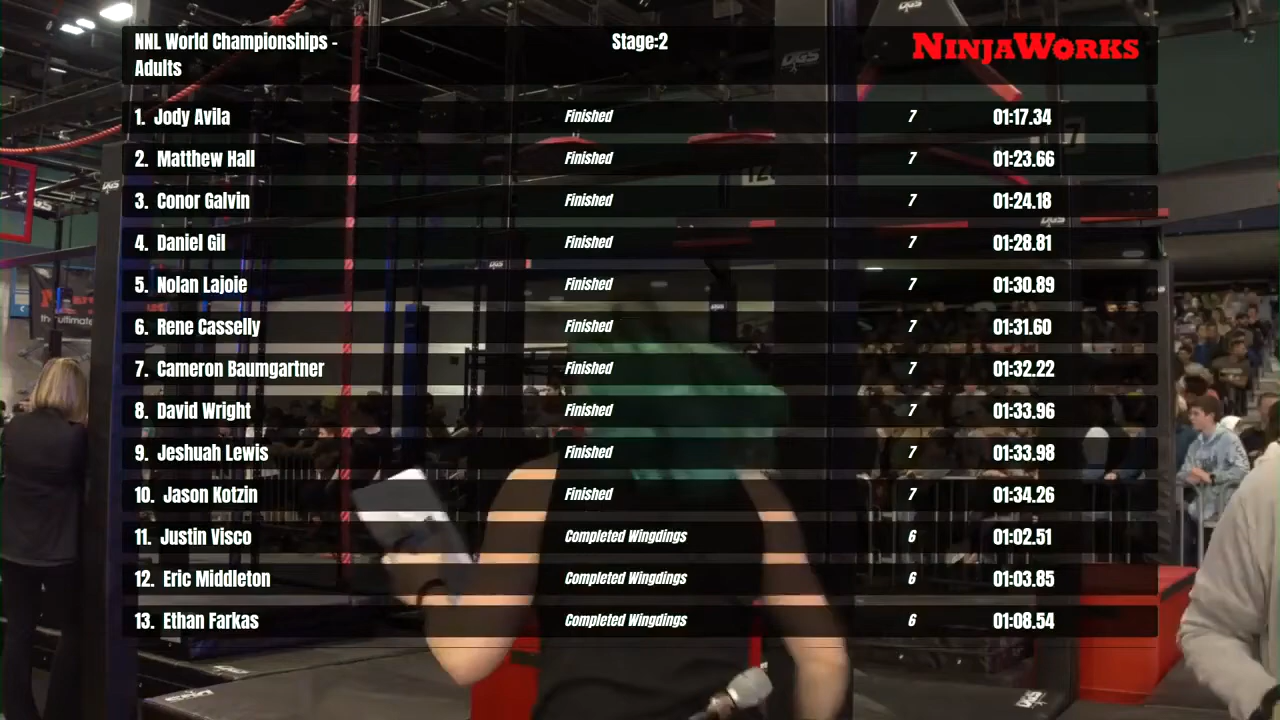 NNL World Championships -
Adults
Stage:2
NINJAWORKS
1. Jody Avila Finished 7 01:17.34
2. Matthew Hall Finished 7 01:23.66
3. Conor Galvin Finished 7 01:24.18
4. Daniel Gil Finished 7 01:28.81
5. Nolan Lajoie Finished 7 01:30.89
6. Rene Casselly Finished 7 01:31.60
7. Cameron Baumgartner Finished 7 01:32.22
8. David Wright Finished 7 01:33.96
9. Jeshuah Lewis Finished 7 01:33.98
10. Jason Kotzin Finished 7 01:34.26
11. Justin Visco Completed Wingdings 6 01:02.51
12. Eric Middleton Completed Wingdings 6 01:03.85
13. Ethan Farkas Completed Wingdings 6 01:08.54
DGS
the ultimate